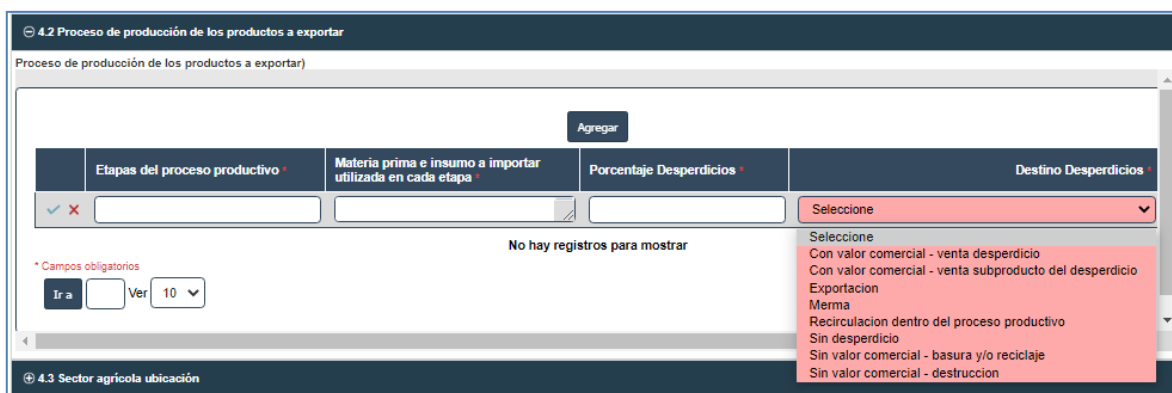 4.2 Proceso de producción de los productos a exportar
Proceso de producción de los productos a exportar)
Agregar
Etapas del proceso productivo *
Materia prima e insumo a importar
utilizada en cada etapa *
Porcentaje Desperdicios *
Destino Desperdicios *
Seleccione
No hay registros para mostrar
Seleccione
Con valor comercial - venta desperdicio
Con valor comercial - venta subproducto del desperdicio
Exportacion
Merma
Recirculacion dentro del proceso productivo
Sin desperdicio
Sin valor comercial - basura y/o reciclaje
Sin valor comercial - destruccion
* Campos obligatorios
Ir a Ver 10
4.3 Sector agrícola ubicación